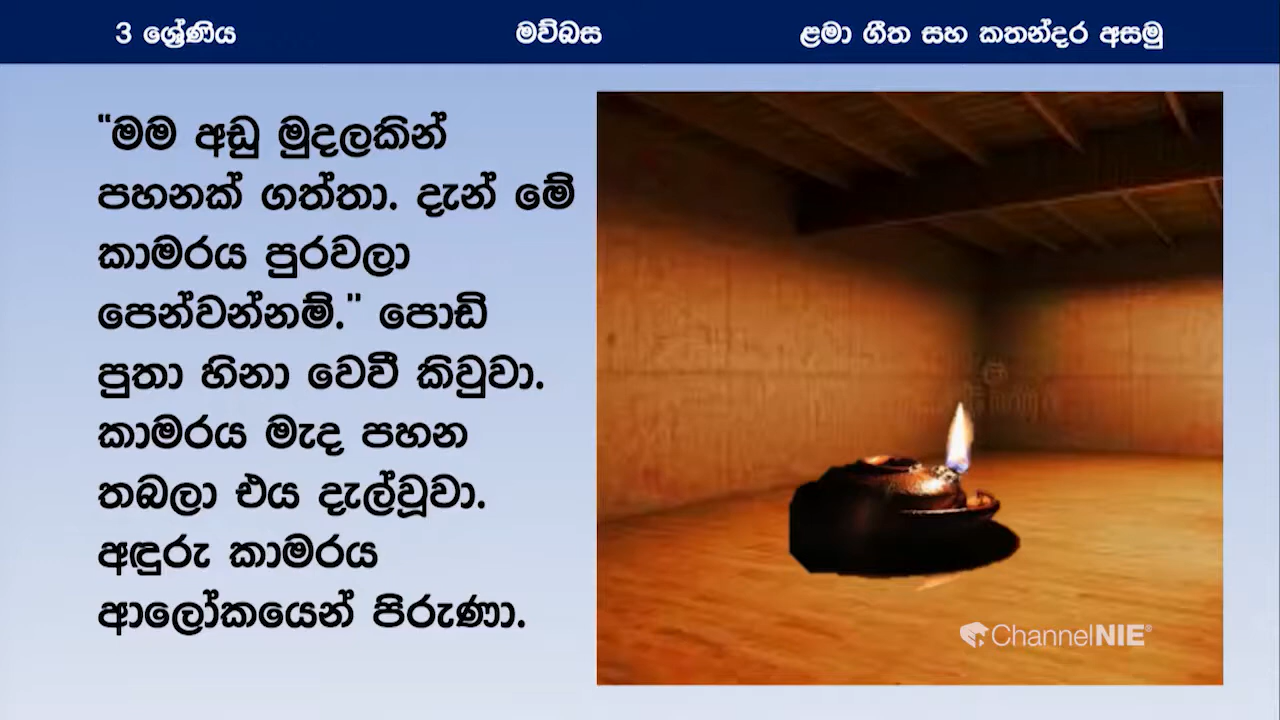 3 ශ්‍රේණිය
මව්බස
ළමා ගීත සහ කතන්දර අසමු
"මම අඩු මුදලකින්
පහනක් ගත්තා. දැන් මේ
කාමරය පුරවලා
පෙන්වන්නම්." පොඩි
පුතා හිනා වෙවී කිවුවා.
කාමරය මැද පහන
තබලා එය දැල්වූවා.
අඳුරු කාමරය
ආලෝකයෙන් පිරුණා.
ChannelNIE®